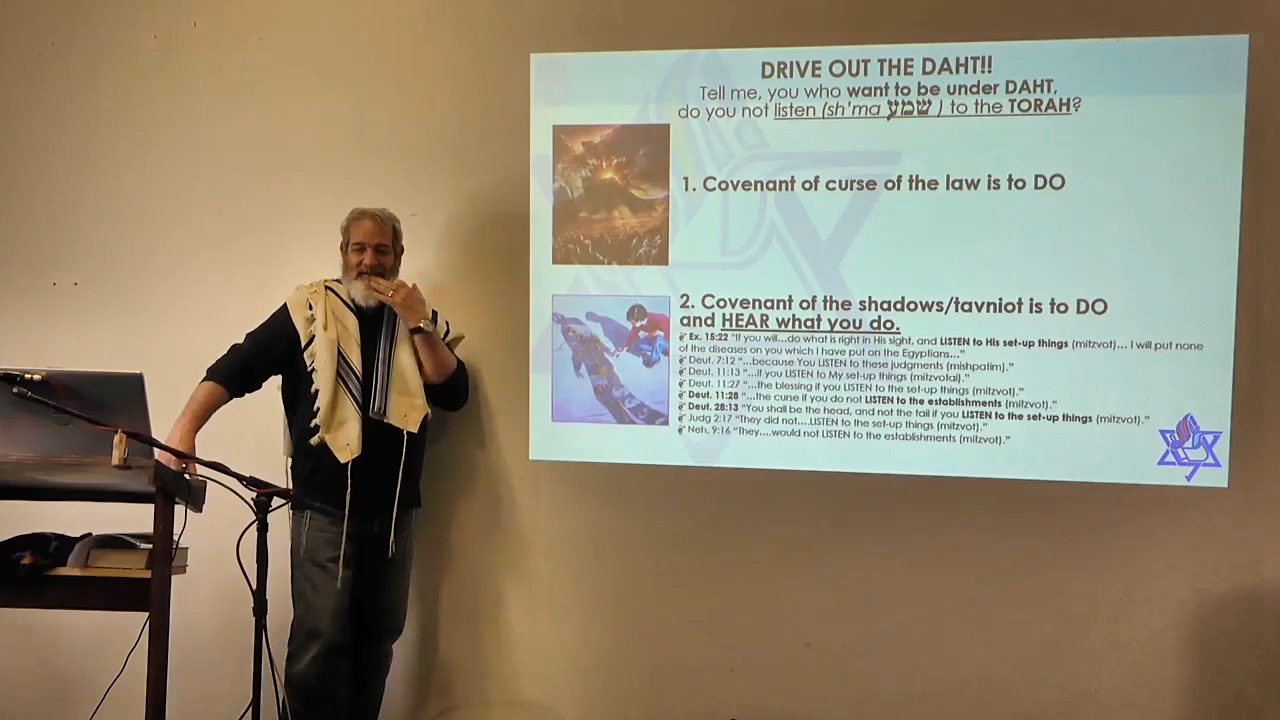 DRIVE OUT THE DAHT!!
Tell me, you who want to be under DAHT,
do you not listen (sh'ma שמע ) to the TORAH?
1. Covenant of curse of the law is to DO
2. Covenant of the shadows/tavniot is to DO
and HEAR what you do.
Ex. 15:22 "If you will...do what is right in His sight, and LISTEN to His set-up things (mitzvot)... I will put none
of the diseases on you which I have put on the Egyptians..."
Deut. 7:12 "...because You LISTEN to these judgments (mishpatim)."
Deut. 11:13 "...if you LISTEN to My set-up things (mitzvotai)."
Deut. 11:27 "...the blessing if you LISTEN to the set-up things (mitzvot)."
Deut. 11:28 "...the curse if you do not LISTEN to the establishments (mitzvot)."
Deut. 28:13 "You shall be the head, and not the tail if you LISTEN to the set-up things (mitzvot)."
Judg 2:17 "They did not....LISTEN to the set-up things (mitzvot)."
Neh. 9:16 "They....would not LISTEN to the establishments (mitzvot)."